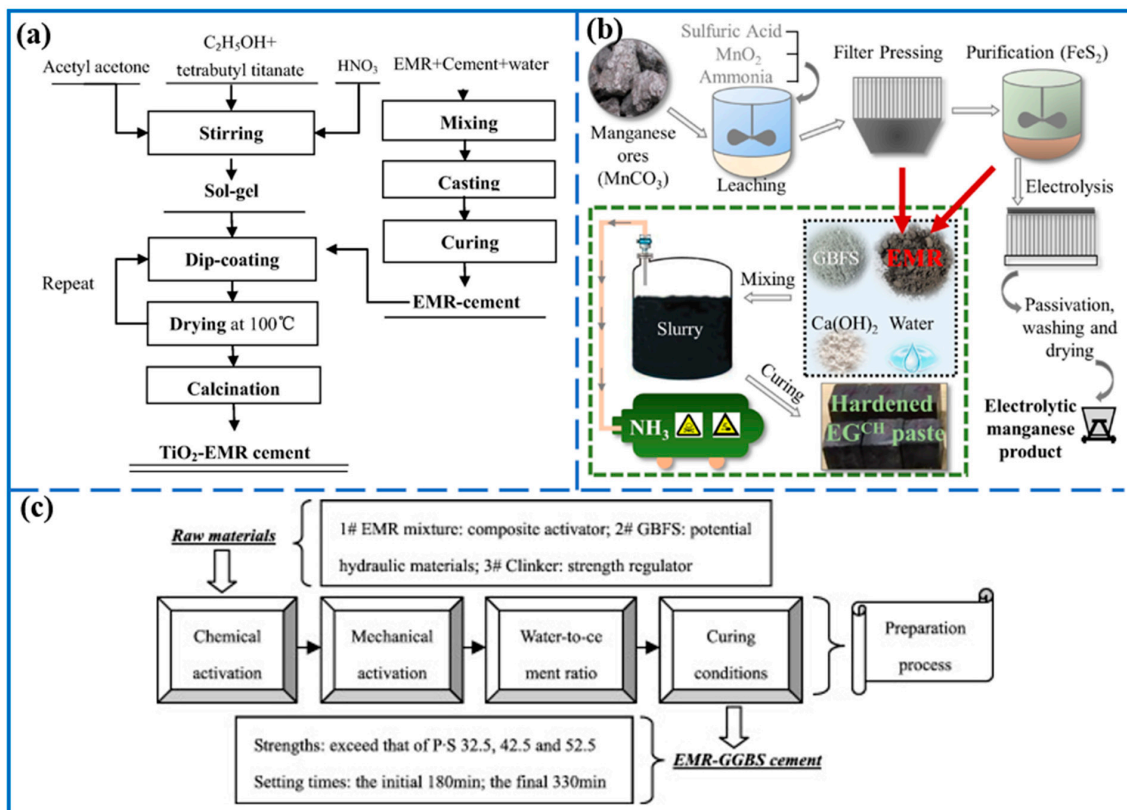 (a)
C₂H₅OH+
Acetyl acetone
tetrabutyl titanate
HNO₃
EMR+Cement+water
Stirring
Mixing
Sol-gel
Casting
Dip-coating
Curing
Repeat
EMR-cement
Drying at 100℃
Calcination
TiO₂-EMR cement
(b)
Sulfuric Acid
MnO₂
Ammonia
Filter Pressing
Purification (FeS₂)
Manganese
ores
(MnCO₃)
Leaching
Electrolysis
GBFS
EMR
Mixing
Slurry
Ca(OH)₂
Water
Passivation,
washing and
drying
Curing
NH₃
Hardened
EGᶜᴴ paste
Electrolytic
manganese
product
(c)
Raw materials
1# EMR mixture: composite activator; 2# GBFS: potential
hydraulic materials; 3# Clinker: strength regulator
Chemical
activation
Mechanical
activation
Water-to-ce
ment ratio
Curing
conditions
Preparation
process
Strengths: exceed that of P·S 32.5, 42.5 and 52.5
Setting times: the initial 180min; the final 330min
EMR-GGBS cement